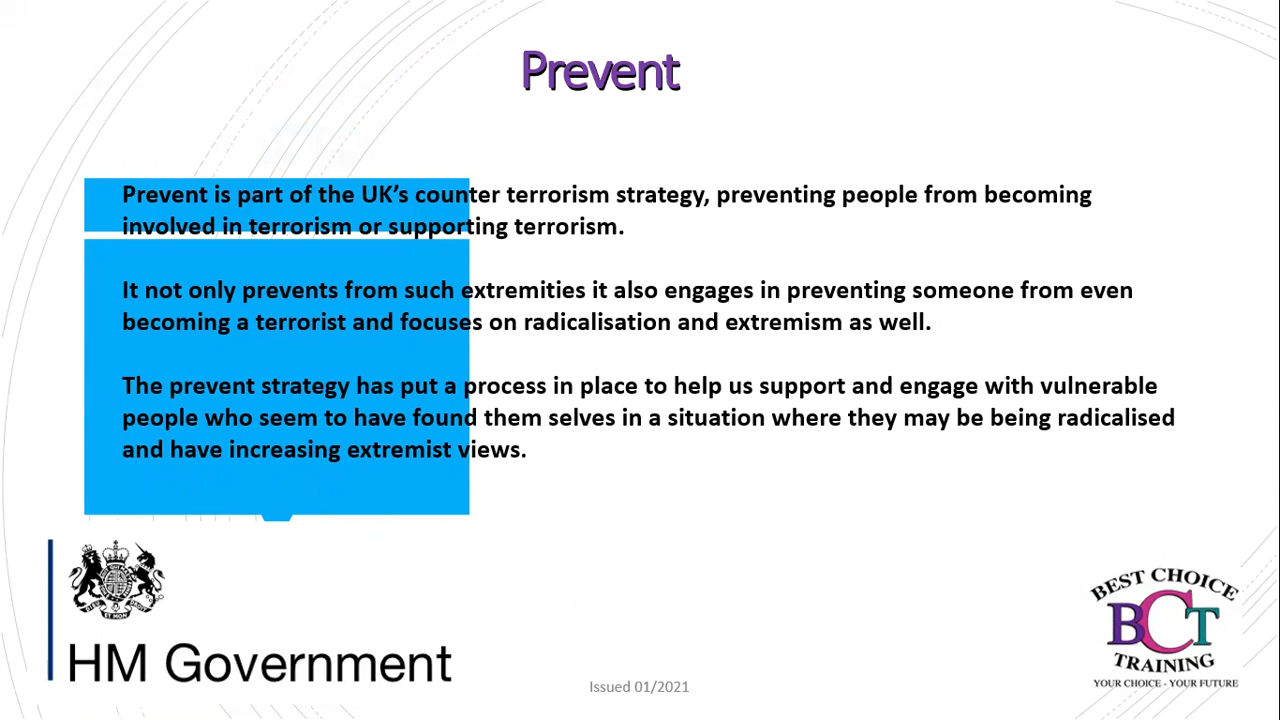 Prevent
Prevent is part of the UK’s counter terrorism strategy, preventing people from becoming
involved in terrorism or supporting terrorism.
It not only prevents from such extremities it also engages in preventing someone from even
becoming a terrorist and focuses on radicalisation and extremism as well.
The prevent strategy has put a process in place to help us support and engage with vulnerable
people who seem to have found them selves in a situation where they may be being radicalised
and have increasing extremist views.
HM Government
BEST CHOICE
BCT
TRAINING
YOUR CHOICE - YOUR FUTURE
Issued 01/2021